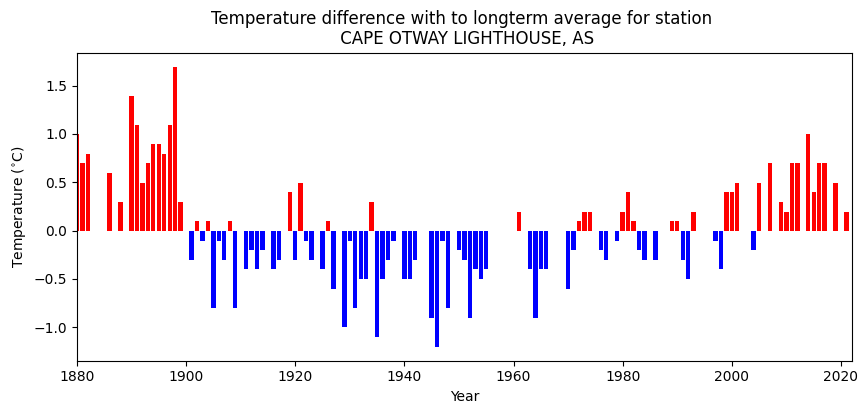 Temperature difference with to longterm average for station
CAPE OTWAY LIGHTHOUSE, AS
Temperature (°C)
1.5
1.0
0.5
0.0
−0.5
−1.0
1880 1900 1920 1940 1960 1980 2000 2020
Year